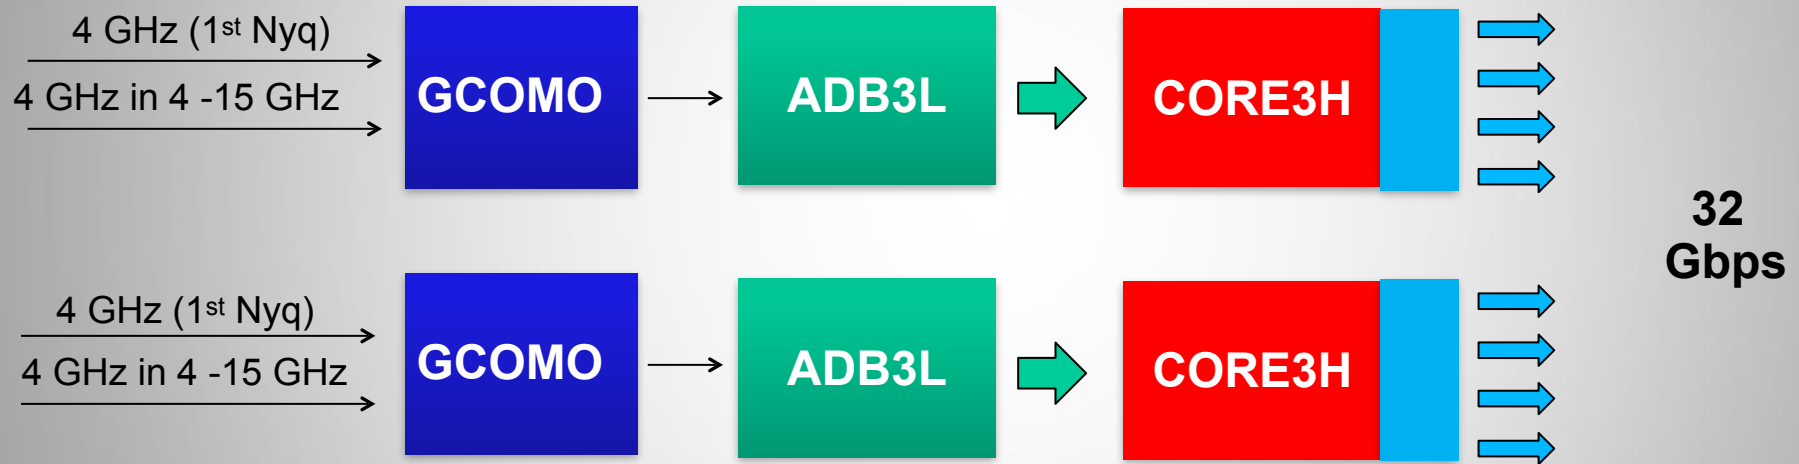 4 GHz (1st Nyq)
4 GHz in 4 -15 GHz
GCOMO
ADB3L
CORE3H
32
Gbps
4 GHz (1st Nyq)
4 GHz in 4 -15 GHz
GCOMO
ADB3L
CORE3H